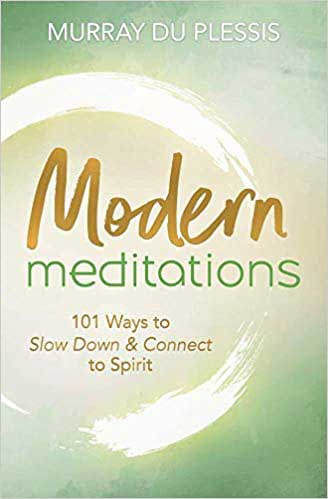 MURRAY DU PLESSIS
Modern
meditations
101 Ways to
Slow Down & Connect
to Spirit